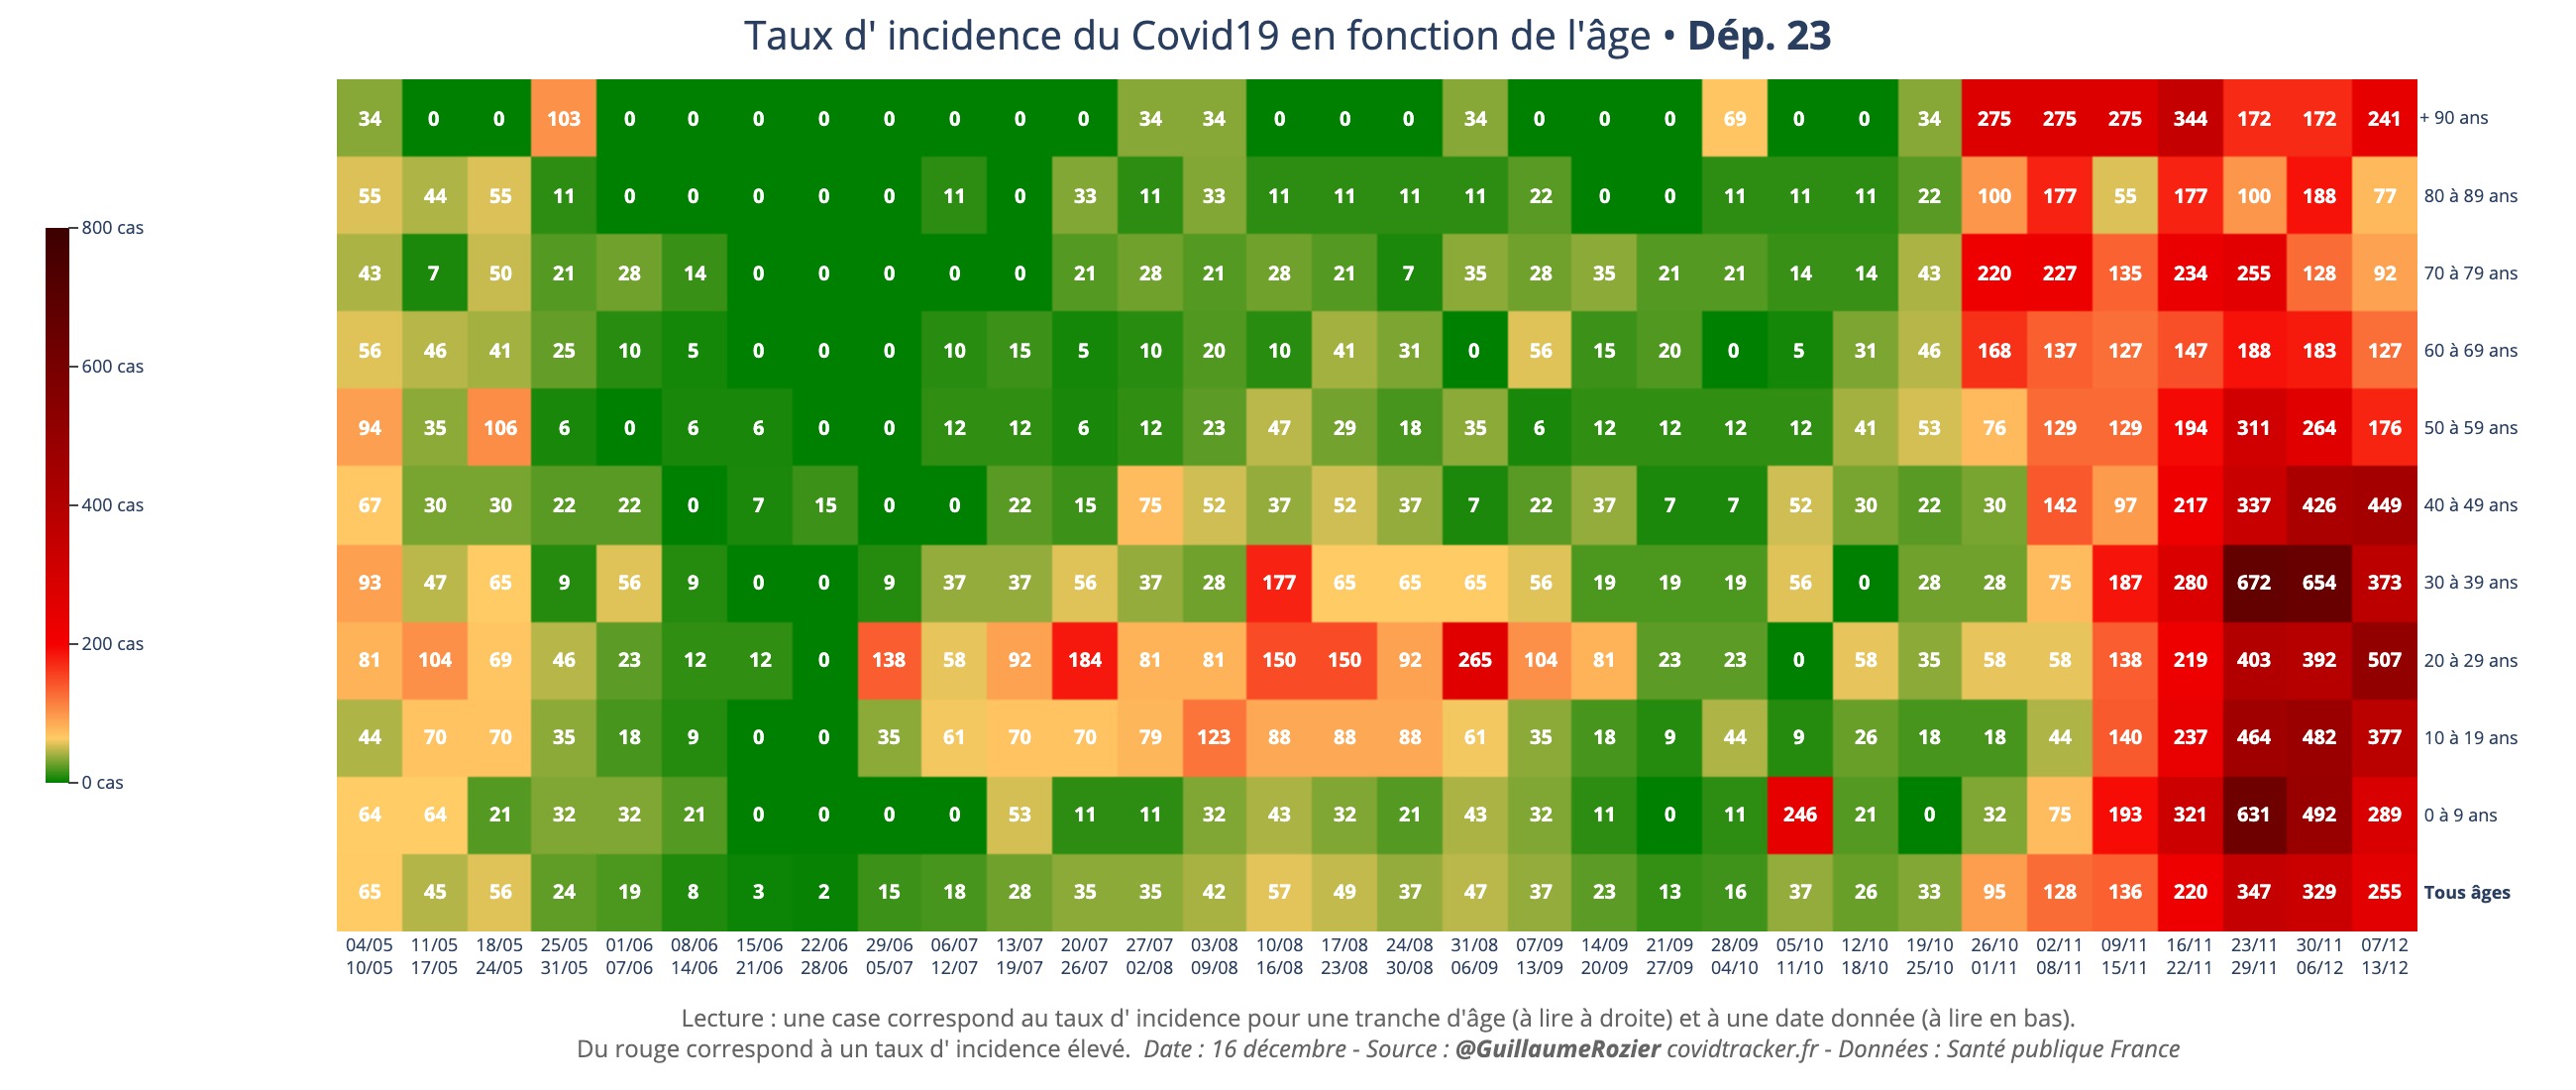 Taux d' incidence du Covid19 en fonction de l'âge • Dép. 23
800 cas
600 cas
400 cas
200 cas
0 cas
34 0 0 103 0 0 0 0 0 0 0 0 34 34 0 0 0 34 0 0 0 69 0 0 34 275 275 275 344 172 172 241 + 90 ans
55 44 55 11 0 0 0 0 0 11 0 33 11 33 11 11 11 11 22 0 0 11 11 11 22 100 177 55 177 100 188 77 80 à 89 ans
43 7 50 21 28 14 0 0 0 0 0 21 28 21 28 21 7 35 28 35 21 21 14 14 43 220 227 135 234 255 128 92 70 à 79 ans
56 46 41 25 10 5 0 0 0 10 15 5 10 20 10 41 31 0 56 15 20 0 5 31 46 168 137 127 147 188 183 127 60 à 69 ans
94 35 106 6 0 6 6 0 0 12 12 6 12 23 47 29 18 35 6 12 12 12 12 41 53 76 129 129 194 311 264 176 50 à 59 ans
67 30 30 22 22 0 7 15 0 0 22 15 75 52 37 52 37 7 22 37 7 7 52 30 22 30 142 97 217 337 426 449 40 à 49 ans
93 47 65 9 56 9 0 0 9 37 37 56 37 28 177 65 65 65 56 19 19 19 56 0 28 28 75 187 280 672 654 373 30 à 39 ans
81 104 69 46 23 12 12 0 138 58 92 184 81 81 150 150 92 265 104 81 23 23 0 58 35 58 58 138 219 403 392 507 20 à 29 ans
44 70 70 35 18 9 0 0 35 61 70 70 79 123 88 88 88 61 35 18 9 44 9 26 18 18 44 140 237 464 482 377 10 à 19 ans
64 64 21 32 32 21 0 0 0 0 53 11 11 32 43 32 21 43 32 11 0 11 246 21 0 32 75 193 321 631 492 289 0 à 9 ans
65 45 56 24 19 8 3 2 15 18 28 35 35 42 57 49 37 47 37 23 13 16 37 26 33 95 128 136 220 347 329 255 Tous âges
04/05 11/05 18/05 25/05 01/06 08/06 15/06 22/06 29/06 06/07 13/07 20/07 27/07 03/08 10/08 17/08 24/08 31/08 07/09 14/09 21/09 28/09 05/10 12/10 19/10 26/10 02/11 09/11 16/11 23/11 30/11 07/12
10/05 17/05 24/05 31/05 07/06 14/06 21/06 28/06 05/07 12/07 19/07 26/07 02/08 09/08 16/08 23/08 30/08 06/09 13/09 20/09 27/09 04/10 11/10 18/10 25/10 01/11 08/11 15/11 22/11 29/11 06/12 13/12
Lecture : une case correspond au taux d' incidence pour une tranche d'âge (à lire à droite) et à une date donnée (à lire en bas).
Du rouge correspond à un taux d' incidence élevé. Date : 16 décembre - Source : @GuillaumeRozier covidtracker.fr - Données : Santé publique France